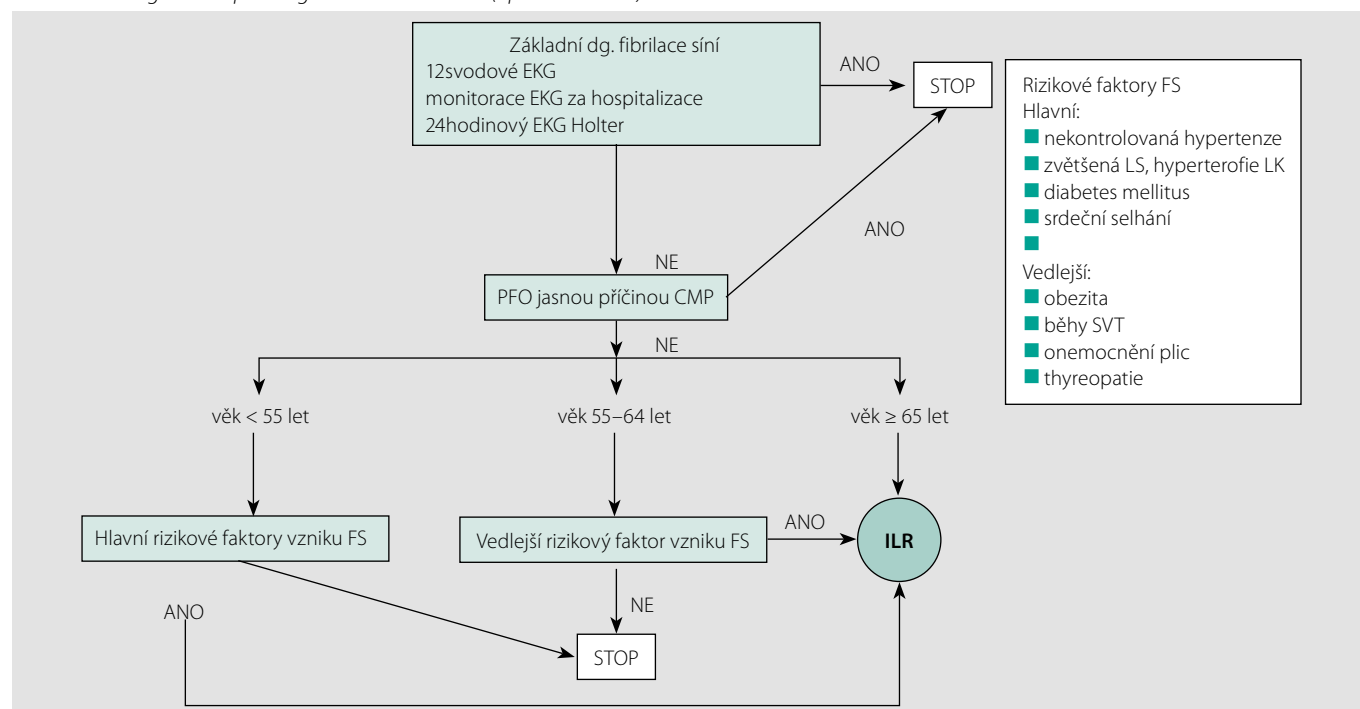 Základní dg. fibrilace síní
12svodové EKG
monitorace EKG za hospitalizace
24hodinový EKG Holter
ANO
STOP
Rizikové faktory FS
Hlavní:
nekontrolovaná hypertenze
zvětšená LS, hyperterofie LK
diabetes mellitus
srdeční selhání
Vedlejší:
obezita
běhy SVT
onemocnění plic
thyreopatie
ANO
NE
PFO jasnou příčinou CMP
NE
věk < 55 let
věk 55–64 let
věk ≥ 65 let
Hlavní rizikové faktory vzniku FS
Vedlejší rizikový faktor vzniku FS
ANO
ILR
ANO
NE
STOP